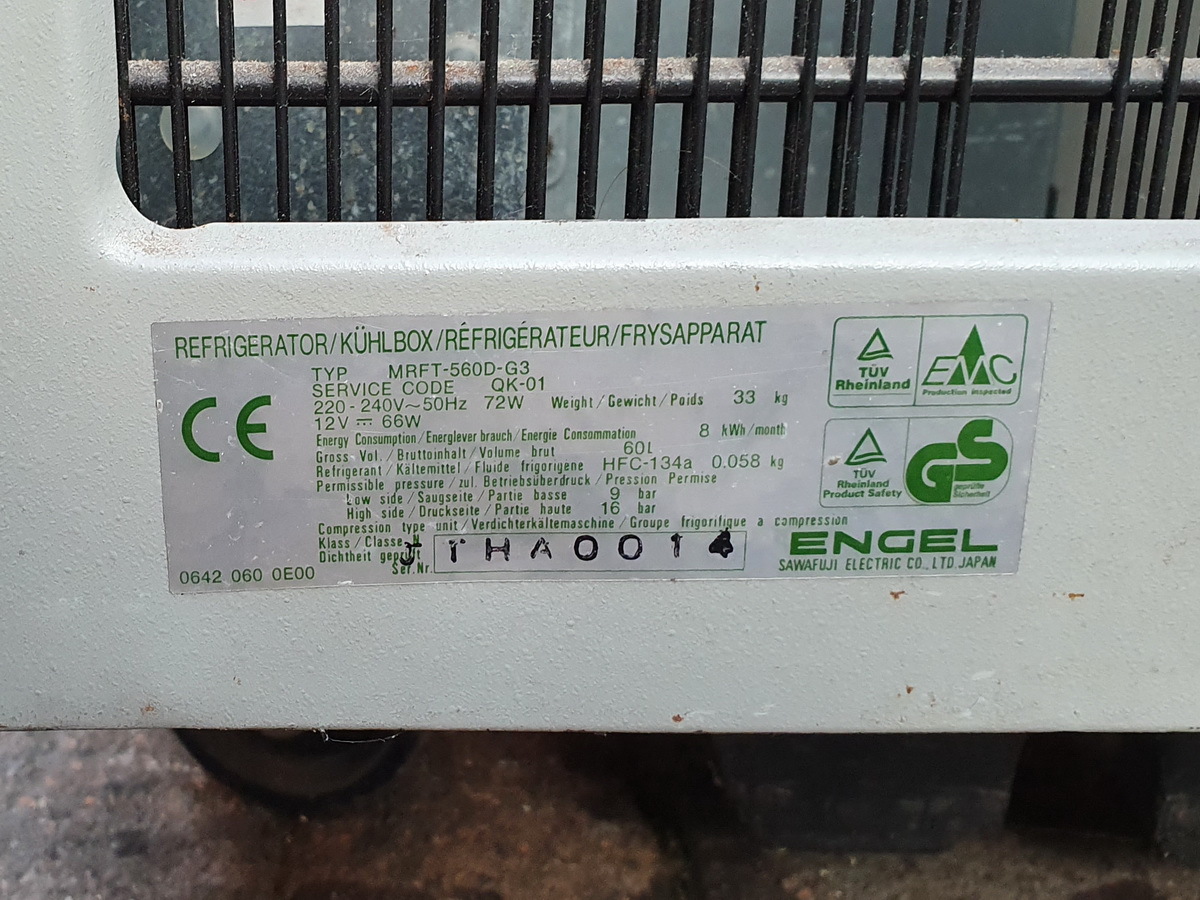 REFRIGERATOR/KÜHLBOX/RÉFRIGÉRATEUR/FRYSAPPARAT
TYP MRFT-560D-G3
SERVICE CODE QK-01
220-240V~50Hz 72W Weight/Gewicht/Poids 33 kg
12V ⎓ 66W
Energy Consumption/Energlever brauch/Energie Consommation 8 kWh/month
Gross Vol./Bruttoinhalt/Volume brut 60L
Refrigerant/Kältemittel/Fluide frigorigene HFC-134a 0.058 kg
Permissible pressure/zul. Betriebsüberdruck/Pression Permise
Low side/Saugseite/Partie basse 9 bar
High side/Druckseite/Partie haute 16 bar
Compression type unit/Verdichterkältemaschine/Groupe frigorifique a compression
Klass/Classe N
Dichtheit geprüft
Ser.Nr. JTHA0014
0642 060 0E00
CE
TÜV
Rheinland
EMC
Production inspected
TÜV
Rheinland
Product Safety
GS
geprüfte
Sicherheit
ENGEL
SAWAFUJI ELECTRIC CO., LTD. JAPAN